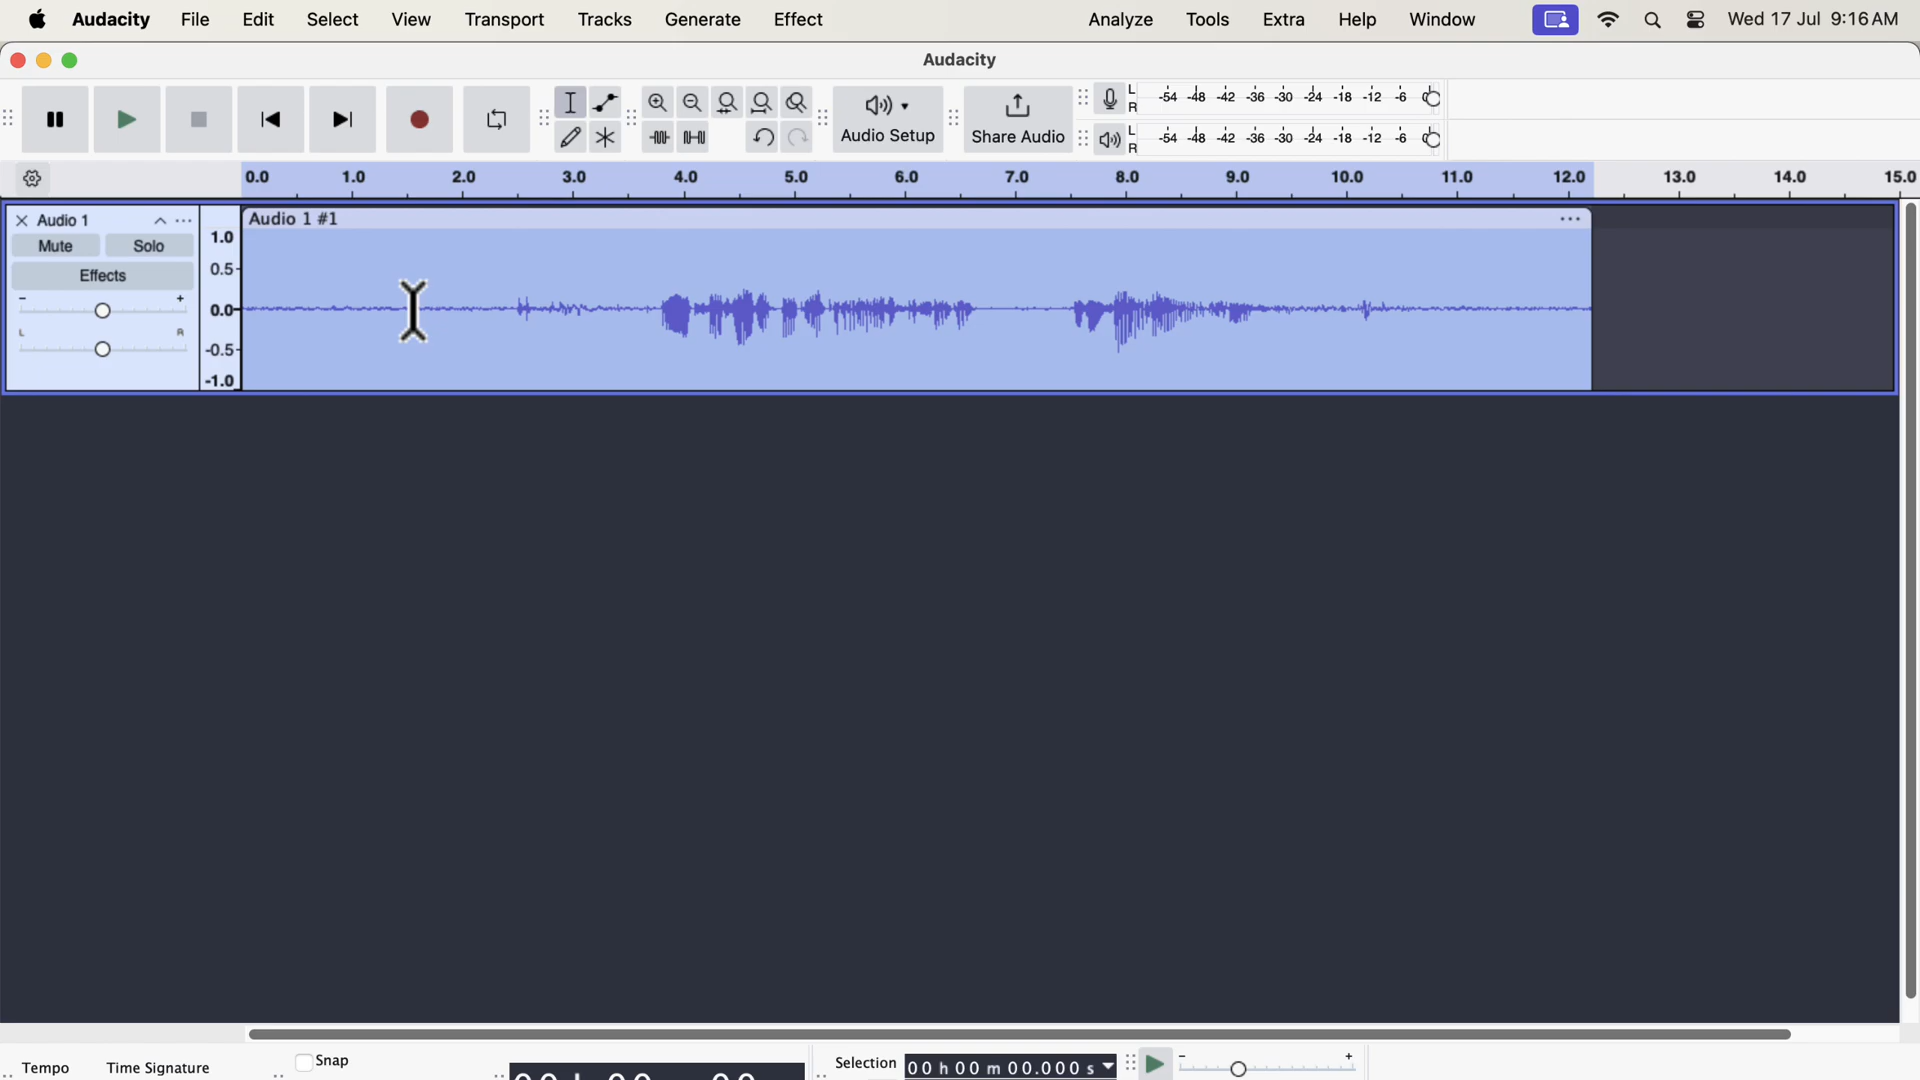 Audacity File Edit Select View Transport Tracks Generate Effect Analyze Tools Extra Help Window Wed 17 Jul 9:16 AM
Audacity
L
R
-54 -48 -42 -36 -30 -24 -18 -12 -6 0
Audio Setup
Share Audio
L
R
-54 -48 -42 -36 -30 -24 -18 -12 -6 0
0.0 1.0 2.0 3.0 4.0 5.0 6.0 7.0 8.0 9.0 10.0 11.0 12.0 13.0 14.0 15.0
Audio 1
Audio 1 #1
Mute Solo
Effects
- +
L R
1.0
0.5
0.0
-0.5
-1.0
Tempo
Time Signature
Snap
Selection
00 h 00 m 00.000 s
- +